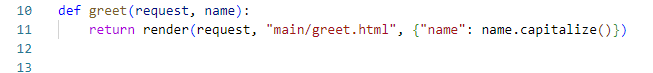 10 def greet(request, name):
11     return render(request, "main/greet.html", {"name": name.capitalize()})
12
13